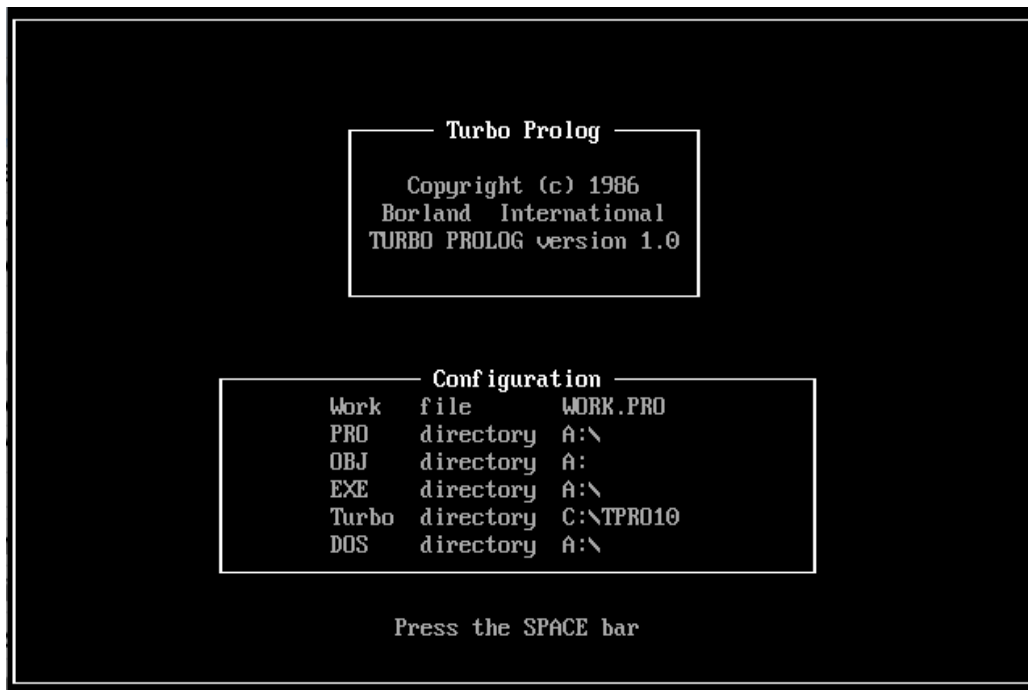 Turbo Prolog
Copyright (c) 1986
Borland International
TURBO PROLOG version 1.0
Configuration
Work file WORK.PRO
PRO directory A:\
OBJ directory A:
EXE directory A:\
Turbo directory C:\TPRO10
DOS directory A:\
Press the SPACE bar